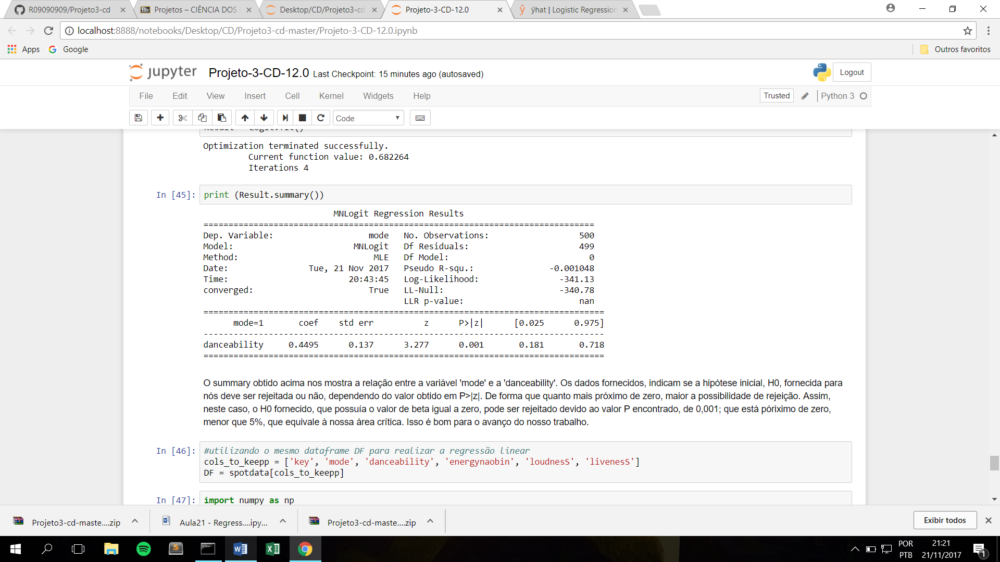 R09090909/Projeto3-cd
Projetos – CIÊNCIA DOS
Desktop/CD/Projeto3-cd
Projeto-3-CD-12.0
ŷhat | Logistic Regression
localhost:8888/notebooks/Desktop/CD/Projeto3-cd-master/Projeto-3-CD-12.0.ipynb
Apps Google Outros favoritos
jupyter Projeto-3-CD-12.0 Last Checkpoint: 15 minutes ago (autosaved) Logout
File Edit View Insert Cell Kernel Widgets Help Trusted Python 3
Code
Optimization terminated successfully.
Current function value: 0.682264
Iterations 4
In [45]: print (Result.summary())
MNLogit Regression Results
==============================================================================
Dep. Variable: mode No. Observations: 500
Model: MNLogit Df Residuals: 499
Method: MLE Df Model: 0
Date: Tue, 21 Nov 2017 Pseudo R-squ.: -0.001048
Time: 20:43:45 Log-Likelihood: -341.13
converged: True LL-Null: -340.78
LLR p-value: nan
================================================================================
mode=1 coef std err z P>|z| [0.025 0.975]
--------------------------------------------------------------------------------
danceability 0.4495 0.137 3.277 0.001 0.181 0.718
================================================================================
O summary obtido acima nos mostra a relação entre a variável 'mode' e a 'danceability'. Os dados fornecidos, indicam se a hipótese inicial, H0, fornecida para
nós deve ser rejeitada ou não, dependendo do valor obtido em P>|z|. De forma que quanto mais próximo de zero, maior a possibilidade de rejeição. Assim,
neste caso, o H0 fornecido, que possuía o valor de beta igual a zero, pode ser rejeitado devido ao valor P encontrado, de 0,001; que está póriximo de zero,
menor que 5%, que equivale à nossa área crítica. Isso é bom para o avanço do nosso trabalho.
In [46]: #utilizando o mesmo dataframe DF para realizar a regressão linear
cols_to_keepp = ['key', 'mode', 'danceability', 'energynaobin', 'loudnesS', 'livenesS']
DF = spotdata[cols_to_keepp]
In [47]: import numpy as np
Projeto3-cd-maste....zip
Aula21 - Regress....ipy...
Projeto3-cd-maste....zip
Exibir todos
POR 21:21
PTB 21/11/2017 1